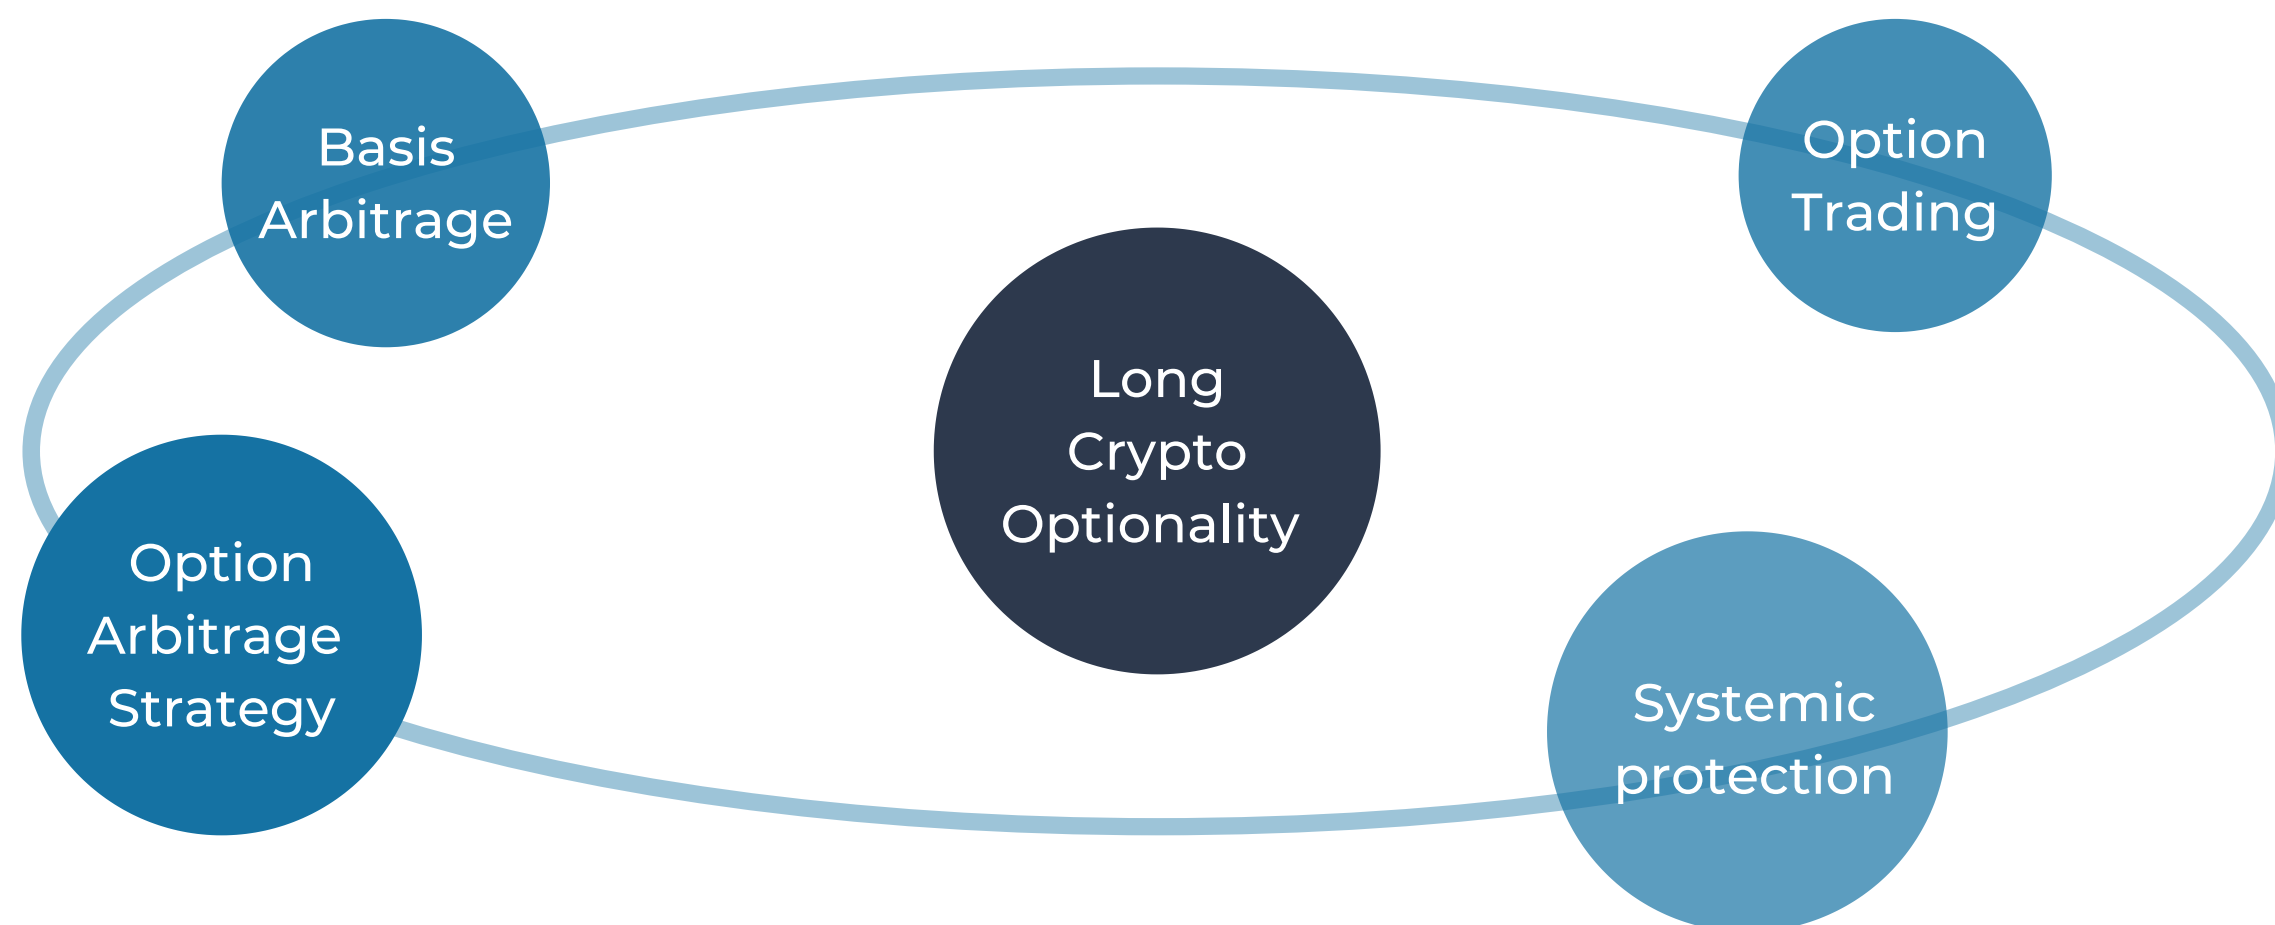 Basis
Arbitrage
Option
Trading
Long
Crypto
Optionality
Option
Arbitrage
Strategy
Systemic
protection